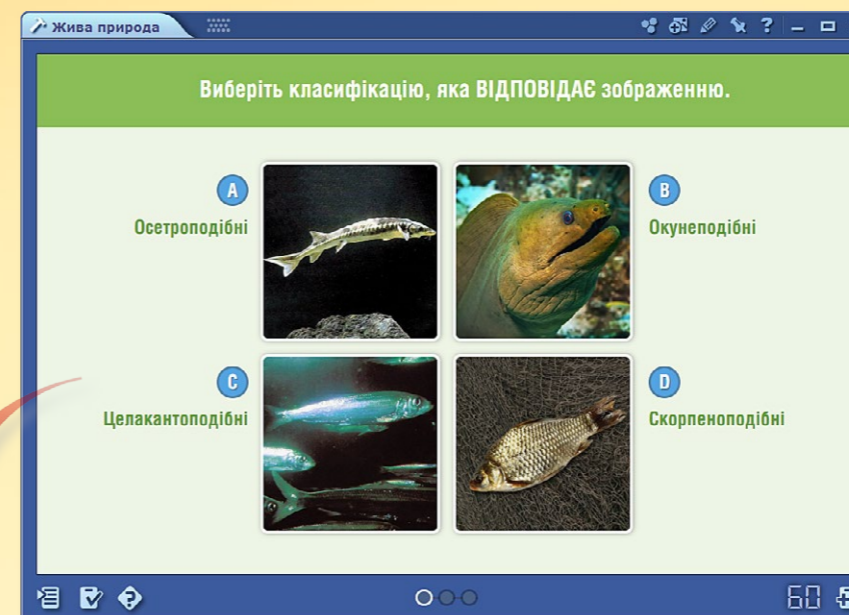 Жива природа
?
Виберіть класифікацію, яка ВІДПОВІДАЄ зображенню.
A
Осетроподібні
B
Окунеподібні
C
Целакантоподібні
D
Скорпеноподібні
?
60